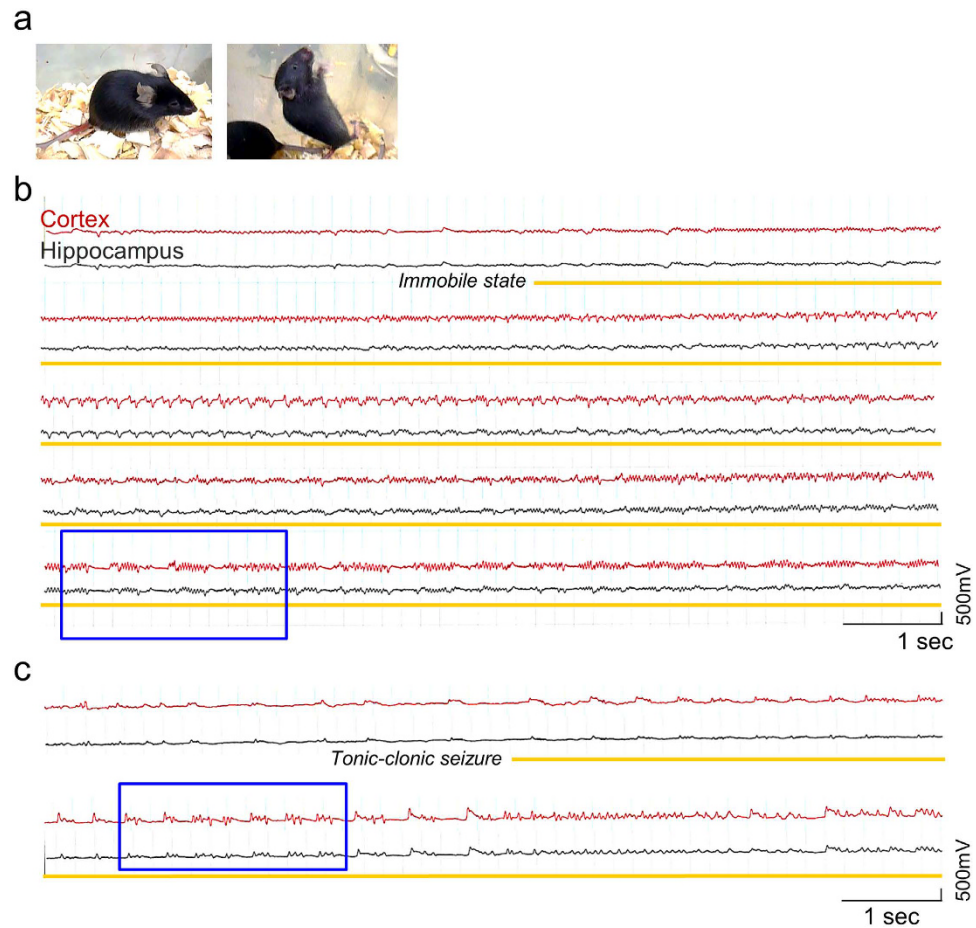 a
b
Cortex
Hippocampus
Immobile state
500mV
1 sec
c
Tonic-clonic seizure
500mV
1 sec